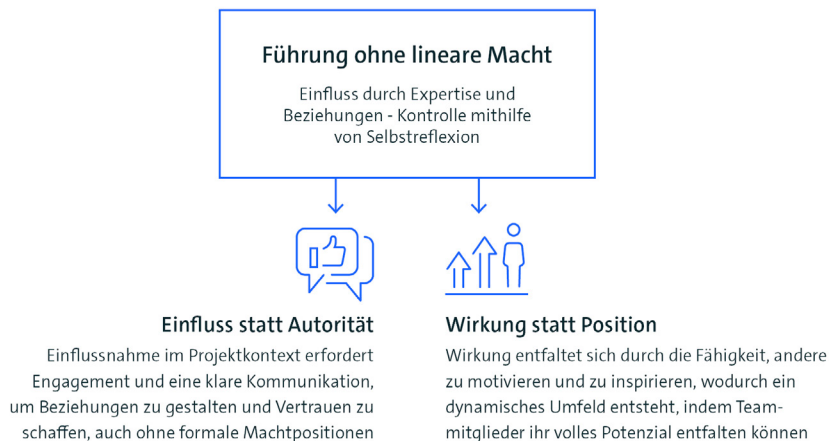 Führung ohne lineare Macht
Einfluss durch Expertise und
Beziehungen - Kontrolle mithilfe
von Selbstreflexion
Einfluss statt Autorität
Einflussnahme im Projektkontext erfordert
Engagement und eine klare Kommunikation,
um Beziehungen zu gestalten und Vertrauen zu
schaffen, auch ohne formale Machtpositionen
Wirkung statt Position
Wirkung entfaltet sich durch die Fähigkeit, andere
zu motivieren und zu inspirieren, wodurch ein
dynamisches Umfeld entsteht, indem Team-
mitglieder ihr volles Potenzial entfalten können